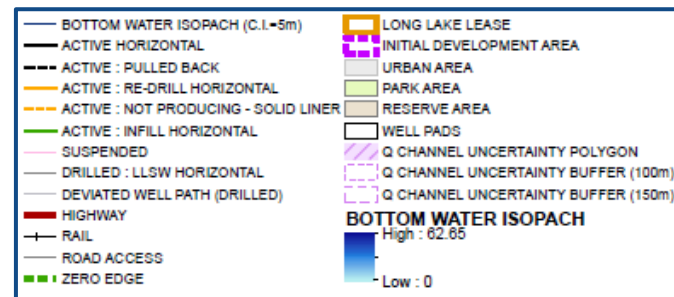 BOTTOM WATER ISOPACH (C.I.=5m)
ACTIVE HORIZONTAL
ACTIVE : PULLED BACK
ACTIVE : RE-DRILL HORIZONTAL
ACTIVE : NOT PRODUCING - SOLID LINER
ACTIVE : INFILL HORIZONTAL
SUSPENDED
DRILLED : LLSW HORIZONTAL
DEVIATED WELL PATH (DRILLED)
HIGHWAY
RAIL
ROAD ACCESS
ZERO EDGE
LONG LAKE LEASE
INITIAL DEVELOPMENT AREA
URBAN AREA
PARK AREA
RESERVE AREA
WELL PADS
Q CHANNEL UNCERTAINTY POLYGON
Q CHANNEL UNCERTAINTY BUFFER (100m)
Q CHANNEL UNCERTAINTY BUFFER (150m)
BOTTOM WATER ISOPACH
High : 62.65
Low : 0